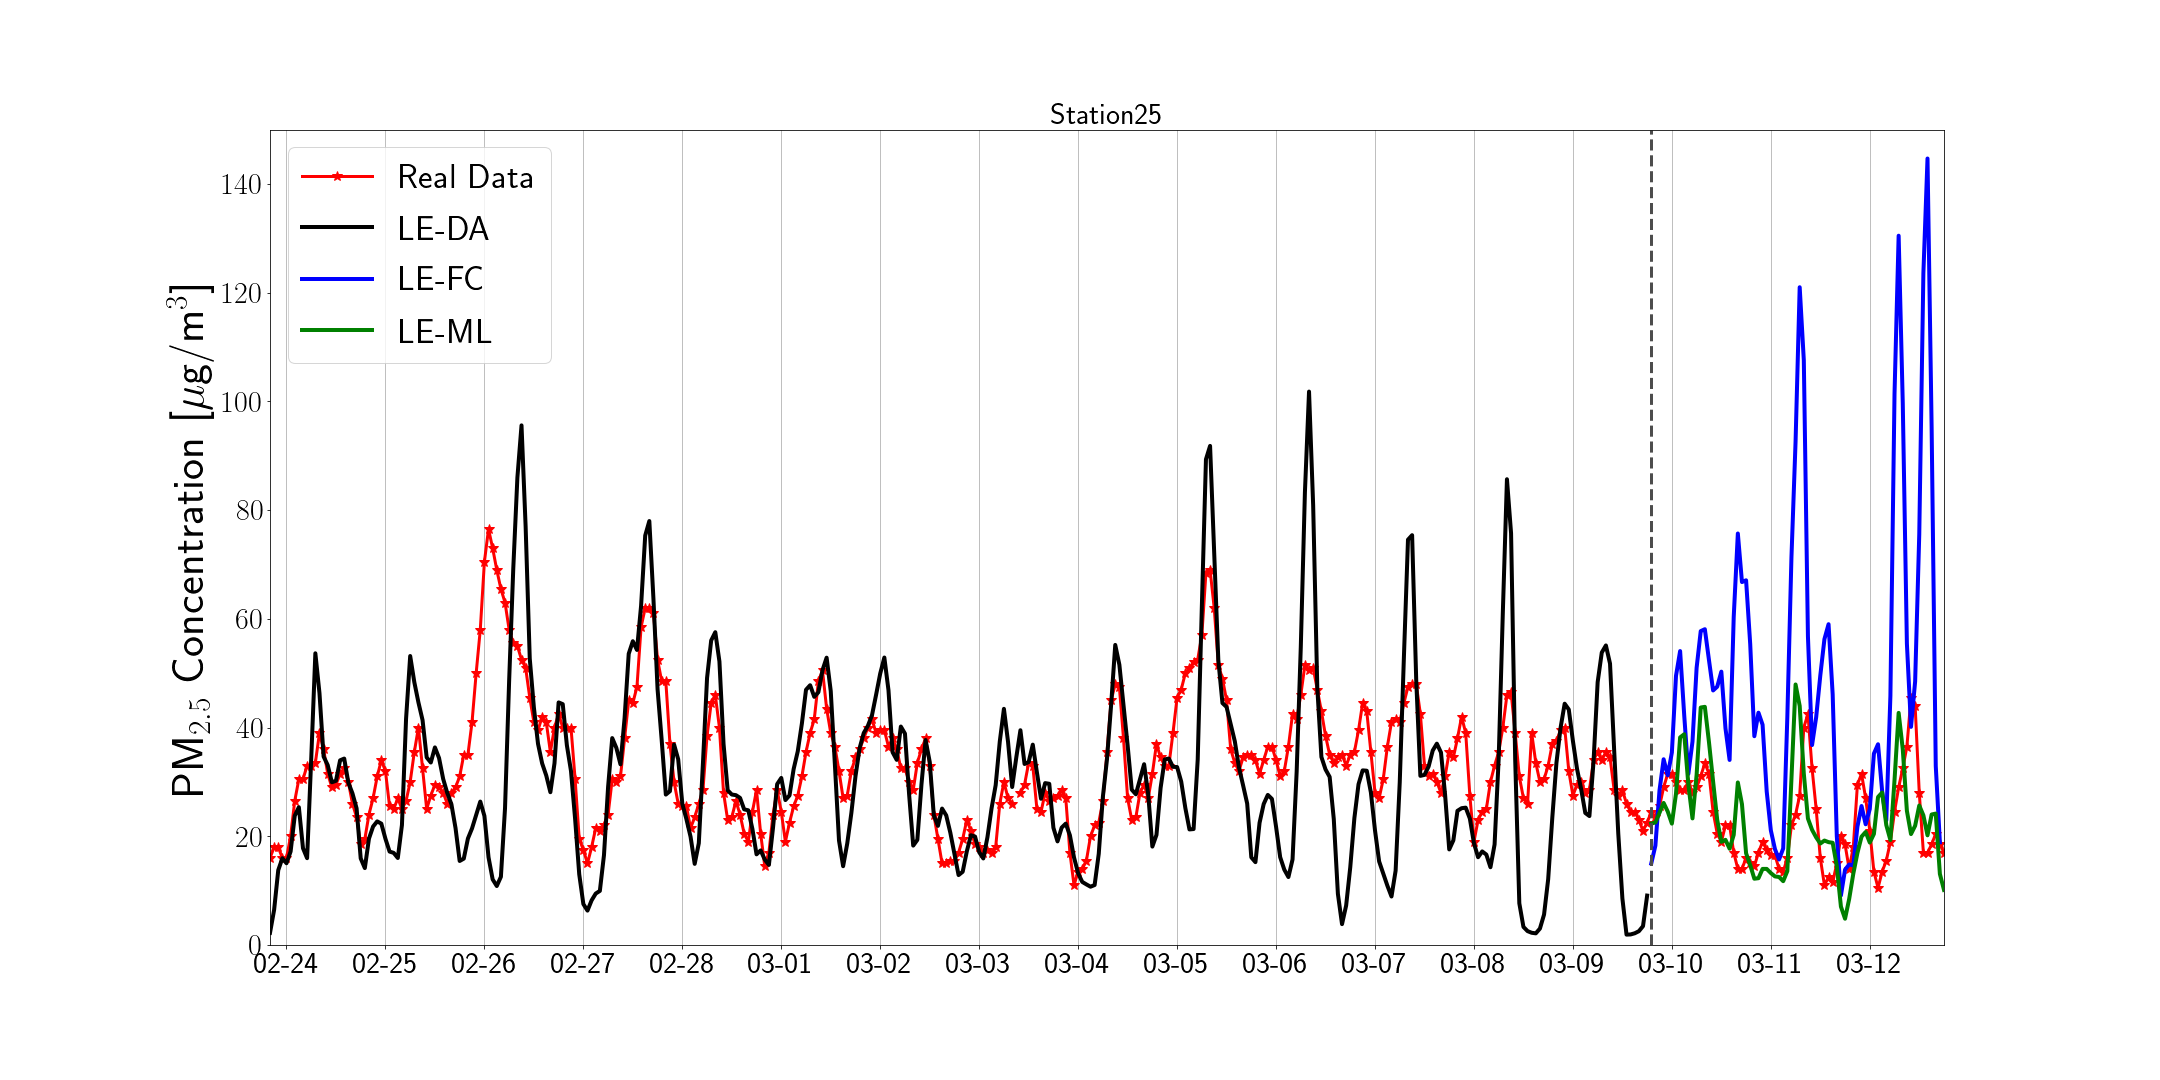 Station25
Real Data
LE-DA
LE-FC
LE-ML
PM2.5 Concentration [μg/m³]
140
120
100
80
60
40
20
0
02-24 02-25 02-26 02-27 02-28 03-01 03-02 03-03 03-04 03-05 03-06 03-07 03-08 03-09 03-10 03-11 03-12